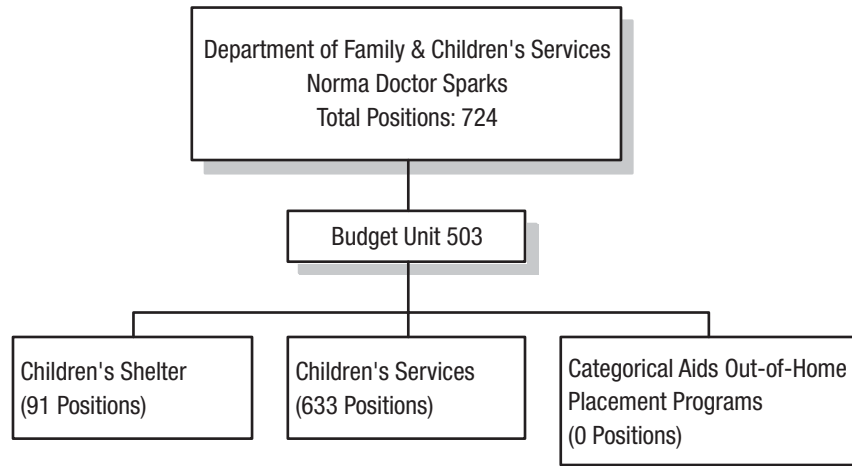 Department of Family & Children's Services
Norma Doctor Sparks
Total Positions: 724
Budget Unit 503
Children's Shelter
(91 Positions)
Children's Services
(633 Positions)
Categorical Aids Out-of-Home
Placement Programs
(0 Positions)